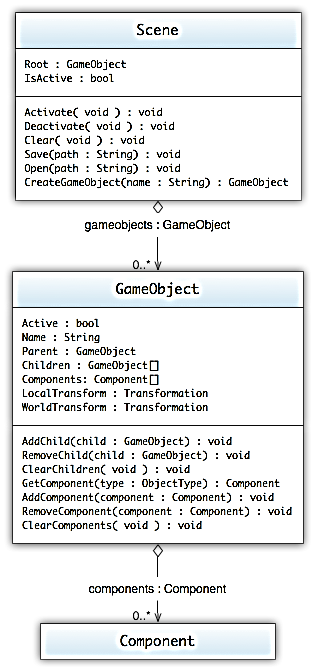 Scene
Root : GameObject
IsActive : bool
Activate( void ) : void
Deactivate( void ) : void
Clear( void ) : void
Save(path : String) : void
Open(path : String) : void
CreateGameObject(name : String) : GameObject
gameobjects : GameObject
0..*
GameObject
Active : bool
Name : String
Parent : GameObject
Children : GameObject[]
Components: Component[]
LocalTransform : Transformation
WorldTransform : Transformation
AddChild(child : GameObject) : void
RemoveChild(child : GameObject) : void
ClearChildren( void ) : void
GetComponent(type : ObjectType) : Component
AddComponent(component : Component) : void
RemoveComponent(component : Component) : void
ClearComponents( void ) : void
components : Component
0..*
Component